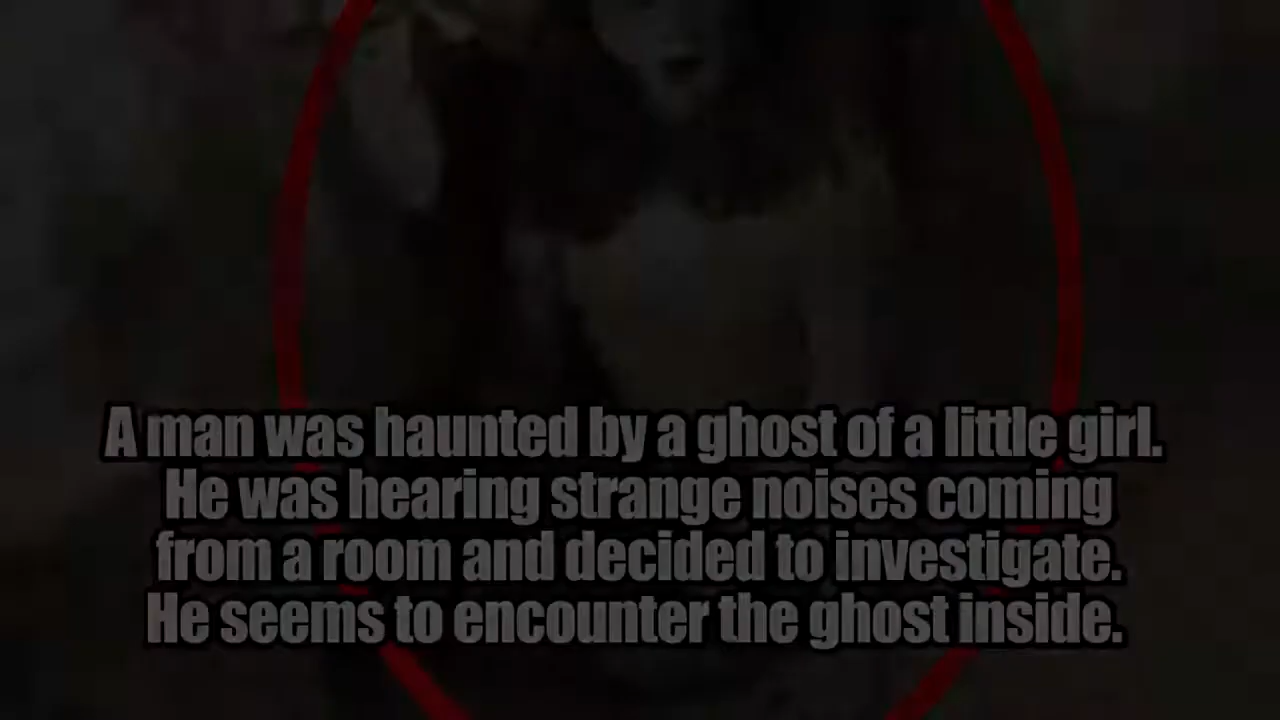 A man was haunted by a ghost of a little girl.
He was hearing strange noises coming
from a room and decided to investigate.
He seems to encounter the ghost inside.